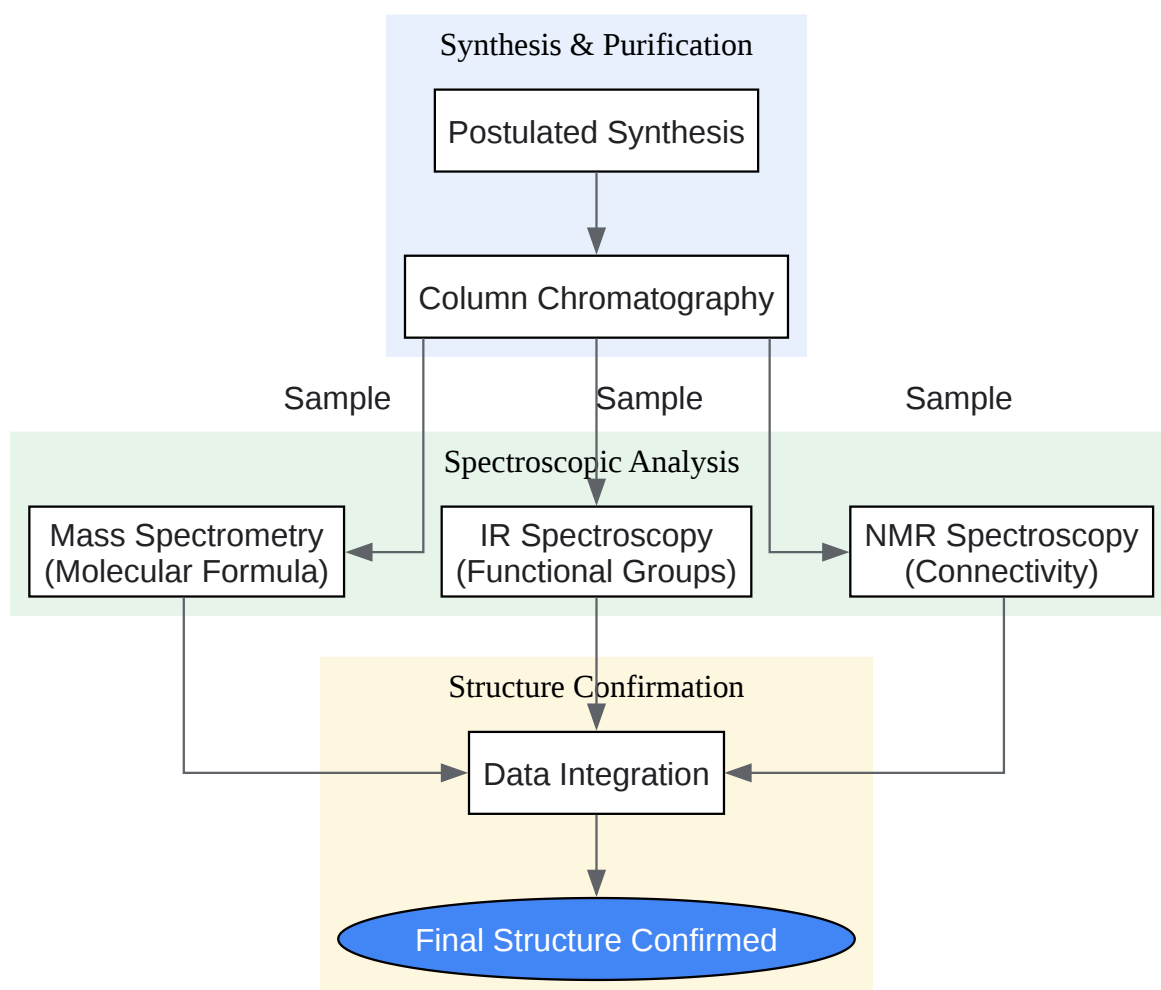 Synthesis & Purification
Postulated Synthesis
Column Chromatography
Sample
Sample
Sample
Spectroscopic Analysis
Mass Spectrometry
(Molecular Formula)
IR Spectroscopy
(Functional Groups)
NMR Spectroscopy
(Connectivity)
Structure Confirmation
Data Integration
Final Structure Confirmed